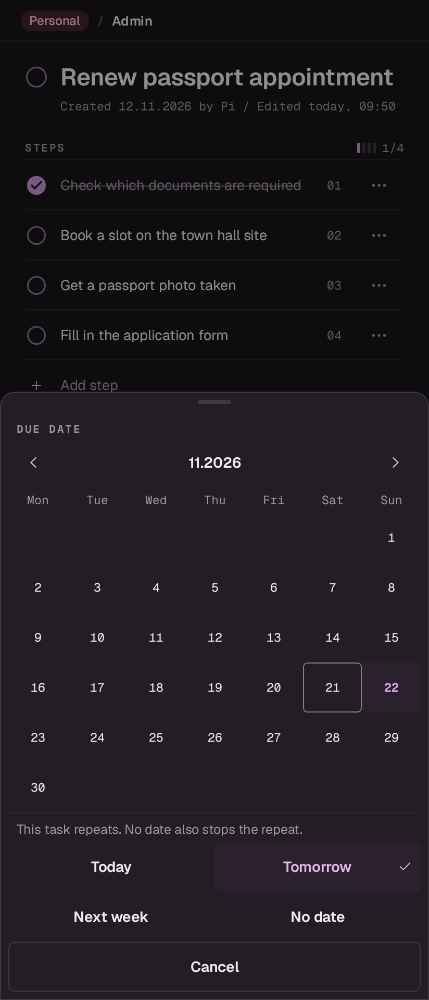 Personal / Admin
Renew passport appointment
Created 12.11.2026 by Pi / Edited today, 09:50
STEPS 1/4
Check which documents are required 01
Book a slot on the town hall site 02
Get a passport photo taken 03
Fill in the application form 04
+ Add step
DUE DATE
11.2026
Mon Tue Wed Thu Fri Sat Sun
1
2 3 4 5 6 7 8
9 10 11 12 13 14 15
16 17 18 19 20 21 22
23 24 25 26 27 28 29
30
This task repeats. No date also stops the repeat.
Today Tomorrow
Next week No date
Cancel